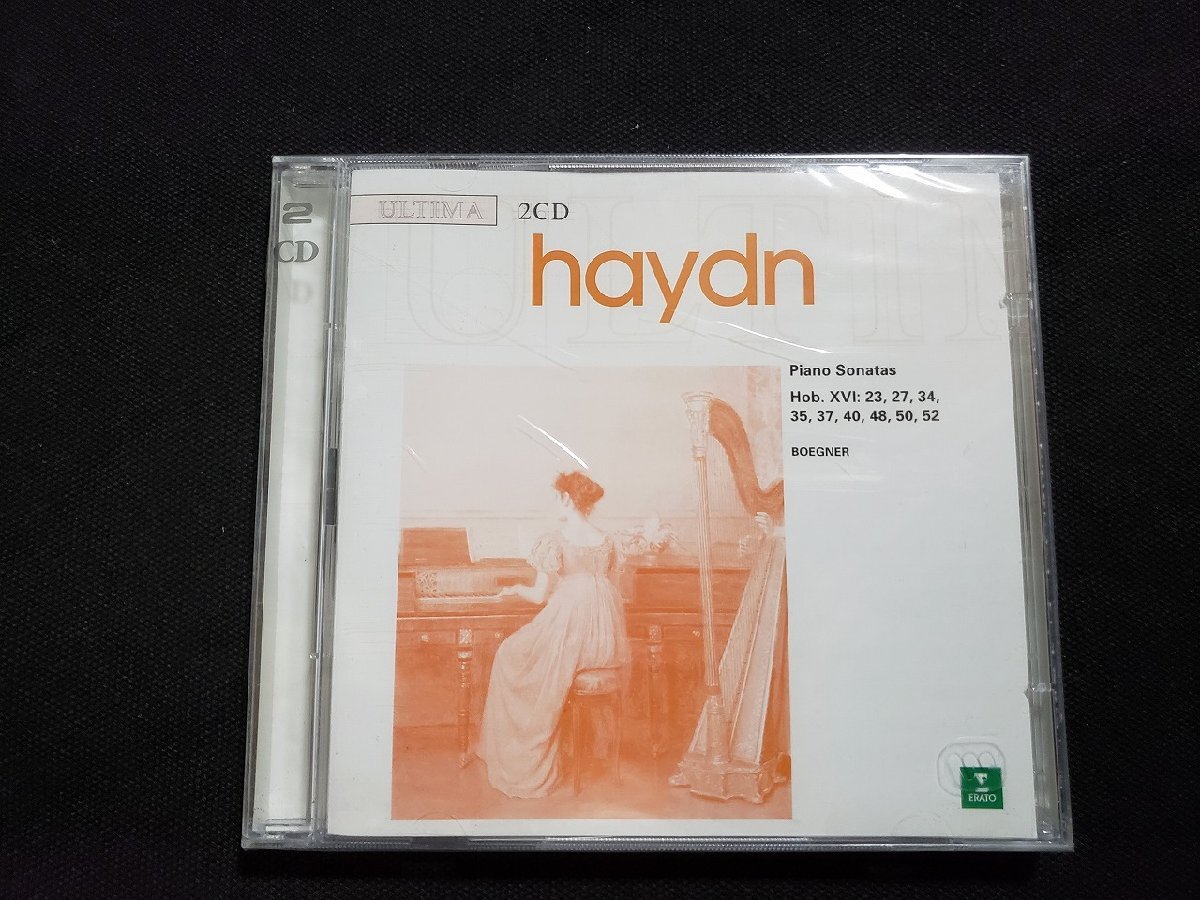 2
CD
ULTIMA 2CD
haydn
ULTI
Piano Sonatas
Hob. XVI: 23, 27, 34,
35, 37, 40, 48, 50, 52
BOEGNER
ERATO